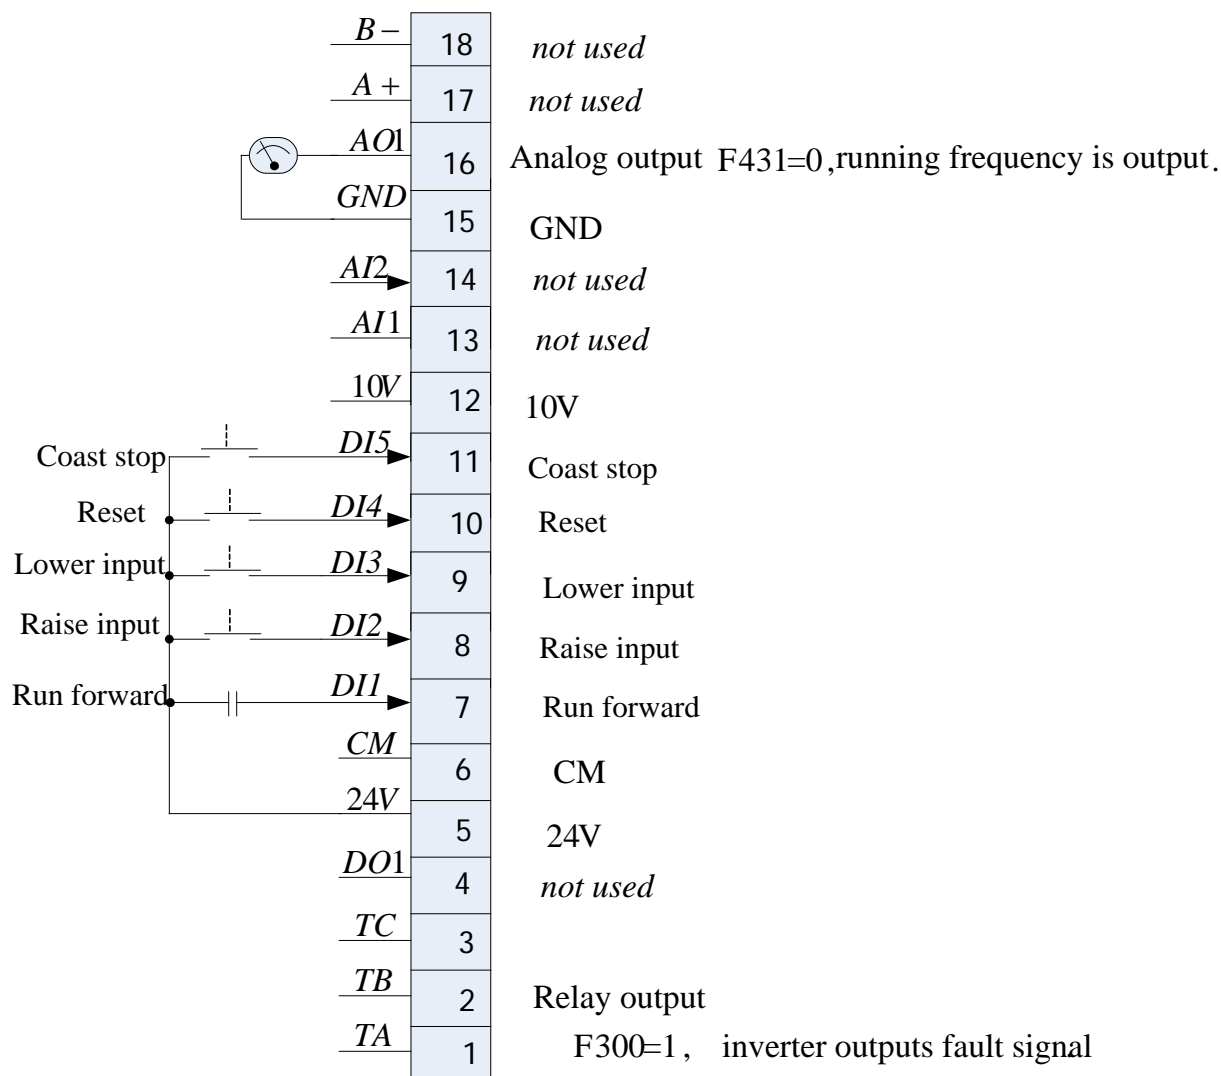 B − 18 not used
A + 17 not used
AO1 16 Analog output F431=0,running frequency is output.
GND 15 GND
AI2 14 not used
AI1 13 not used
10V 12 10V
Coast stop DI5 11 Coast stop
Reset DI4 10 Reset
Lower input DI3 9 Lower input
Raise input DI2 8 Raise input
Run forward DI1 7 Run forward
CM 6 CM
24V 5 24V
DO1 4 not used
TC 3
TB 2 Relay output
TA 1 F300=1, inverter outputs fault signal